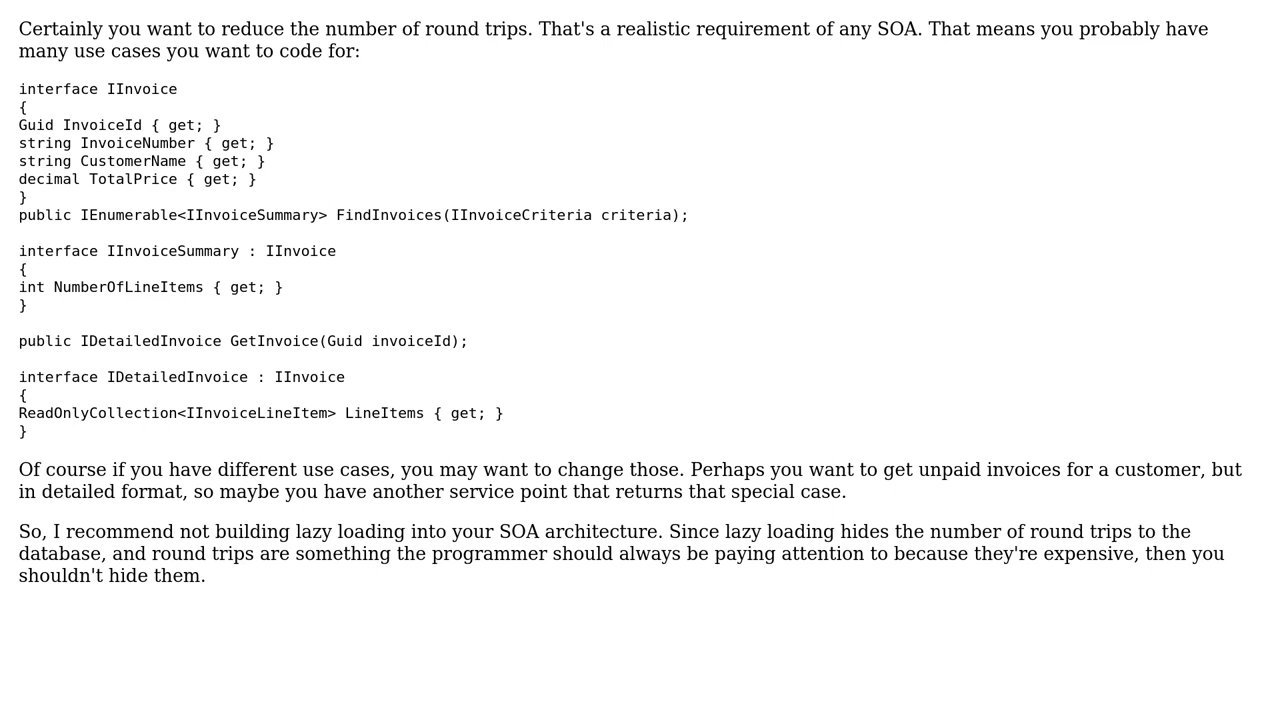 Certainly you want to reduce the number of round trips. That's a realistic requirement of any SOA. That means you probably have
many use cases you want to code for:
interface IInvoice
{
Guid InvoiceId { get; }
string InvoiceNumber { get; }
string CustomerName { get; }
decimal TotalPrice { get; }
}
public IEnumerable<IInvoiceSummary> FindInvoices(IInvoiceCriteria criteria);
interface IInvoiceSummary : IInvoice
{
int NumberOfLineItems { get; }
}
public IDetailedInvoice GetInvoice(Guid invoiceId);
interface IDetailedInvoice : IInvoice
{
ReadOnlyCollection<IInvoiceLineItem> LineItems { get; }
}
Of course if you have different use cases, you may want to change those. Perhaps you want to get unpaid invoices for a customer, but
in detailed format, so maybe you have another service point that returns that special case.
So, I recommend not building lazy loading into your SOA architecture. Since lazy loading hides the number of round trips to the
database, and round trips are something the programmer should always be paying attention to because they're expensive, then you
shouldn't hide them.